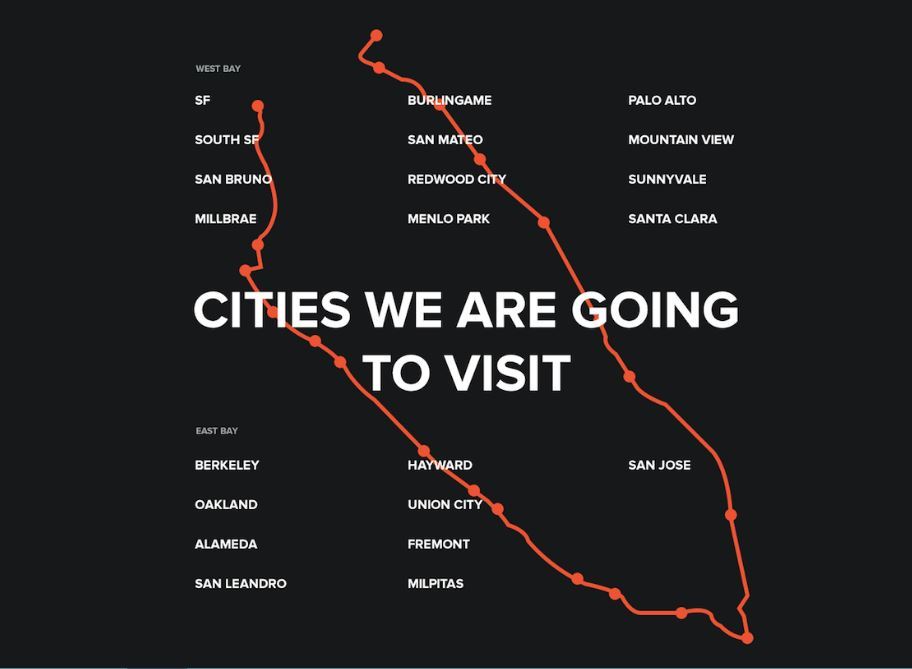 WEST BAY
SF
SOUTH SF
SAN BRUNO
MILLBRAE
BURLINGAME
SAN MATEO
REDWOOD CITY
MENLO PARK
PALO ALTO
MOUNTAIN VIEW
SUNNYVALE
SANTA CLARA
CITIES WE ARE GOING
TO VISIT
EAST BAY
BERKELEY
OAKLAND
ALAMEDA
SAN LEANDRO
HAYWARD
UNION CITY
FREMONT
MILPITAS
SAN JOSE